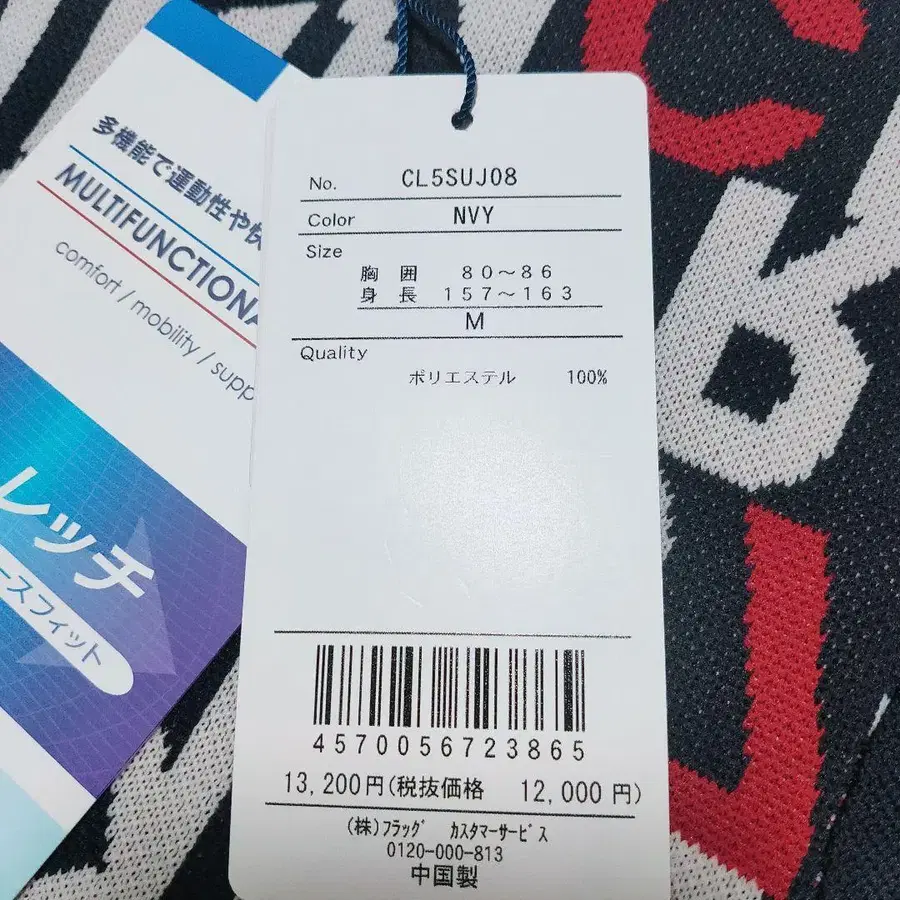 多機能で運動性や快
MULTIFUNCTIONA
comfort / mobility / supp
レッチ
ースフィット
No. CL5SUJ08
Color NVY
Size
胸 囲 80～86
身 長 157～163
M
Quality
ポリエステル 100%
4570056723865
13,200円(税抜価格 12,000円)
(株)フラッグ カスタマーサービス
0120-000-813
中国製